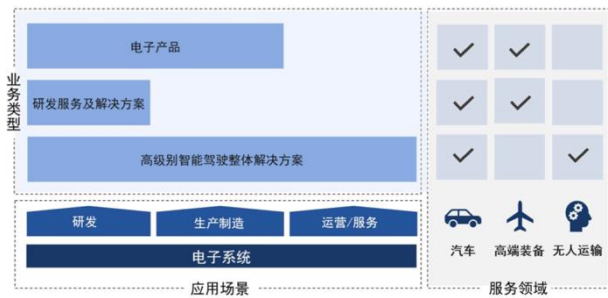 业务类型
电子产品
研发服务及解决方案
高级别智能驾驶整体解决方案
研发
生产制造
运营/服务
电子系统
应用场景
汽车
高端装备
无人运输
服务领域